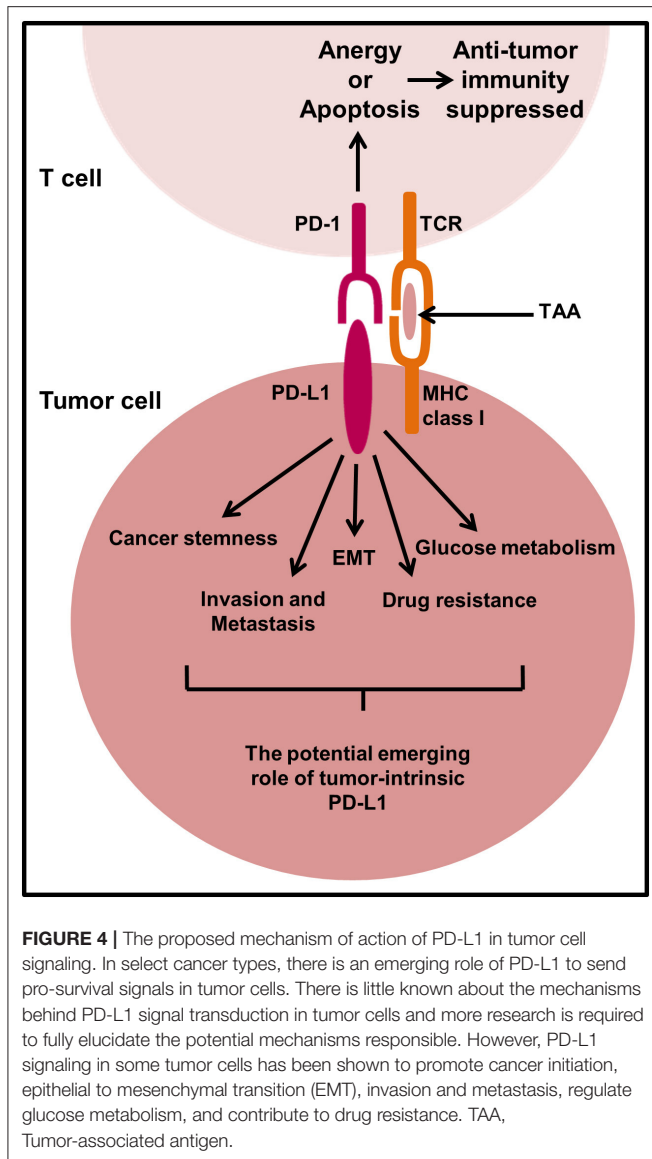 Anergy
or
Apoptosis
Anti-tumor
immunity
suppressed
T cell
PD-1
TCR
TAA
Tumor cell
PD-L1
MHC
class I
Cancer stemness
EMT
Glucose metabolism
Invasion and
Metastasis
Drug resistance
The potential emerging
role of tumor-intrinsic
PD-L1
FIGURE 4 | The proposed mechanism of action of PD-L1 in tumor cell
signaling. In select cancer types, there is an emerging role of PD-L1 to send
pro-survival signals in tumor cells. There is little known about the mechanisms
behind PD-L1 signal transduction in tumor cells and more research is required
to fully elucidate the potential mechanisms responsible. However, PD-L1
signaling in some tumor cells has been shown to promote cancer initiation,
epithelial to mesenchymal transition (EMT), invasion and metastasis, regulate
glucose metabolism, and contribute to drug resistance. TAA,
Tumor-associated antigen.